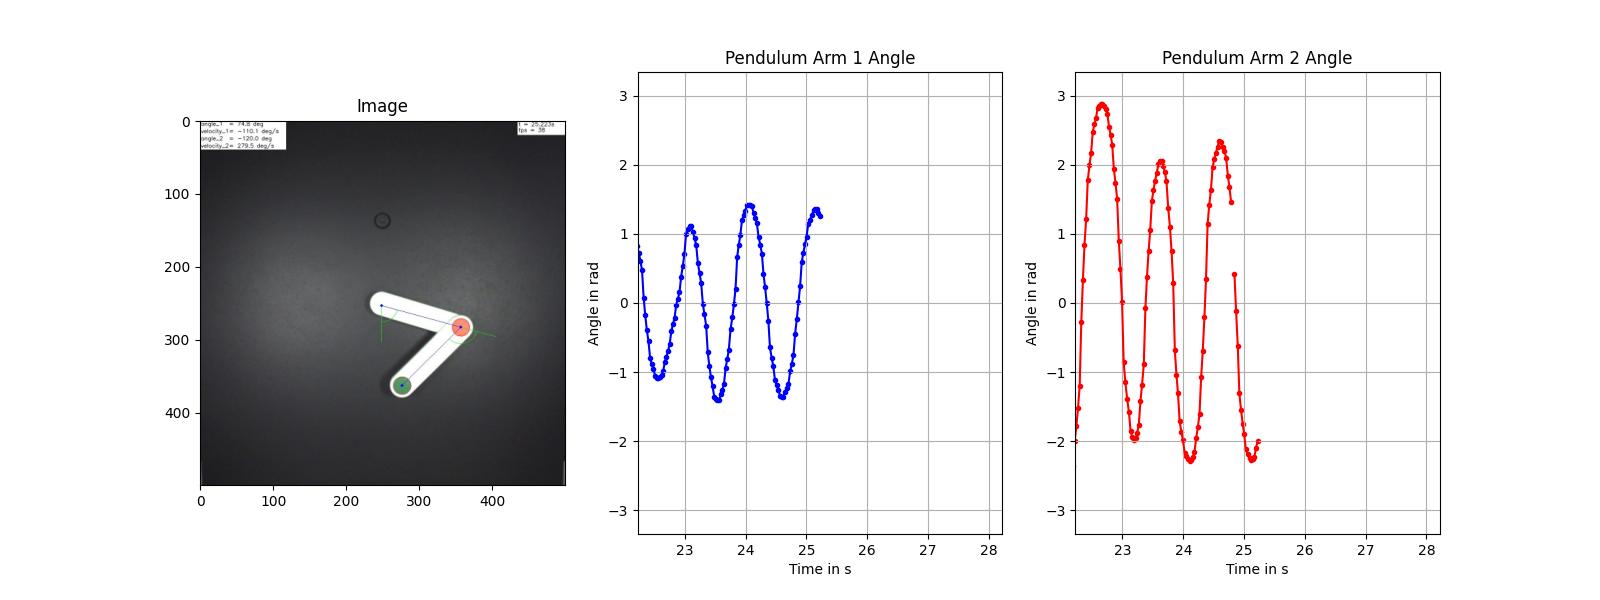 Image
angle_1 = 74.8 deg
velocity_1= -110.1 deg/s
angle_2 = -120.0 deg
velocity_2= 279.5 deg/s
t = 25.223s
fps = 38
0
100
200
300
400
0 100 200 300 400
Pendulum Arm 1 Angle
Angle in rad
3
2
1
0
−1
−2
−3
23 24 25 26 27 28
Time in s
Pendulum Arm 2 Angle
Angle in rad
3
2
1
0
−1
−2
−3
23 24 25 26 27 28
Time in s